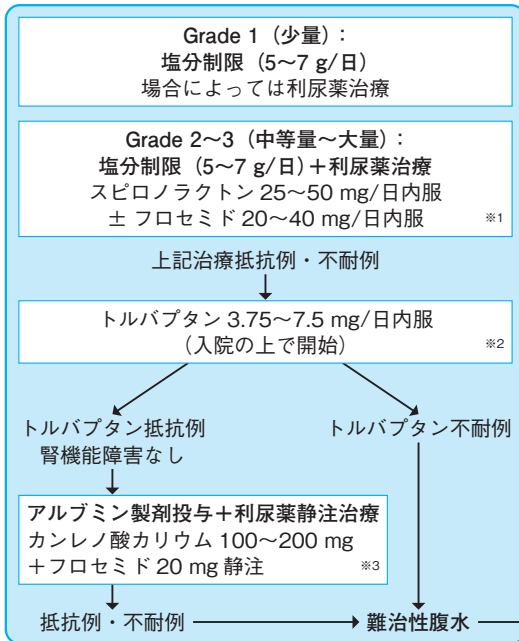 Grade 1（少量）：
塩分制限（5～7 g/日）
場合によっては利尿薬治療
Grade 2～3（中等量～大量）：
塩分制限（5～7 g/日）＋利尿薬治療
スピロノラクトン 25～50 mg/日内服
± フロセミド 20～40 mg/日内服 ※1
上記治療抵抗例・不耐例
トルバプタン 3.75～7.5 mg/日内服
（入院の上で開始） ※2
トルバプタン抵抗例
腎機能障害なし
トルバプタン不耐例
アルブミン製剤投与＋利尿薬静注治療
カンレノ酸カリウム 100～200 mg
＋フロセミド 20 mg 静注 ※3
抵抗例・不耐例
難治性腹水